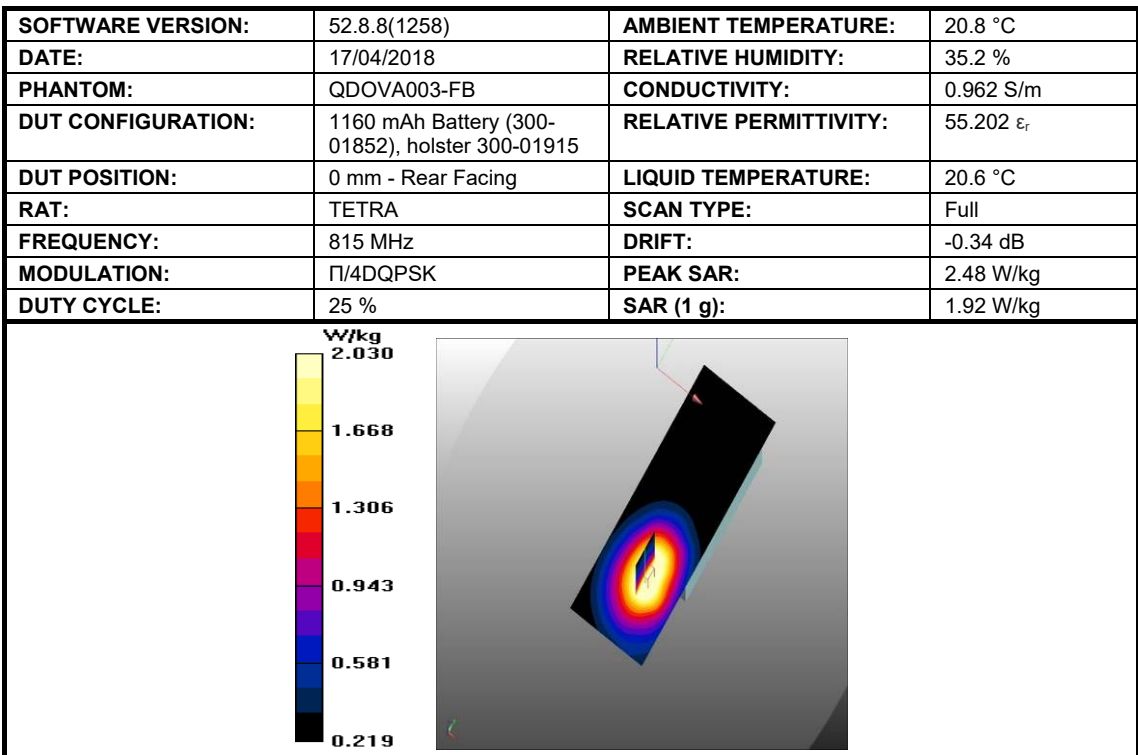 SOFTWARE VERSION: 52.8.8(1258) AMBIENT TEMPERATURE: 20.8 °C
DATE: 17/04/2018 RELATIVE HUMIDITY: 35.2 %
PHANTOM: QDOVA003-FB CONDUCTIVITY: 0.962 S/m
DUT CONFIGURATION: 1160 mAh Battery (300-
01852), holster 300-01915 RELATIVE PERMITTIVITY: 55.202 εr
DUT POSITION: 0 mm - Rear Facing LIQUID TEMPERATURE: 20.6 °C
RAT: TETRA SCAN TYPE: Full
FREQUENCY: 815 MHz DRIFT: -0.34 dB
MODULATION: Π/4DQPSK PEAK SAR: 2.48 W/kg
DUTY CYCLE: 25 % SAR (1 g): 1.92 W/kg
W/kg
2.030
1.668
1.306
0.943
0.581
0.219